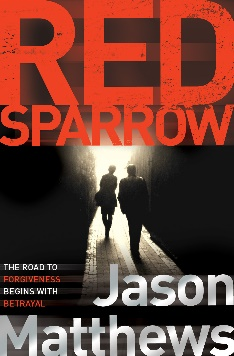 RED
SPARROW
THE ROAD TO
FORGIVENESS
BEGINS WITH
BETRAYAL
Jason
Matthews